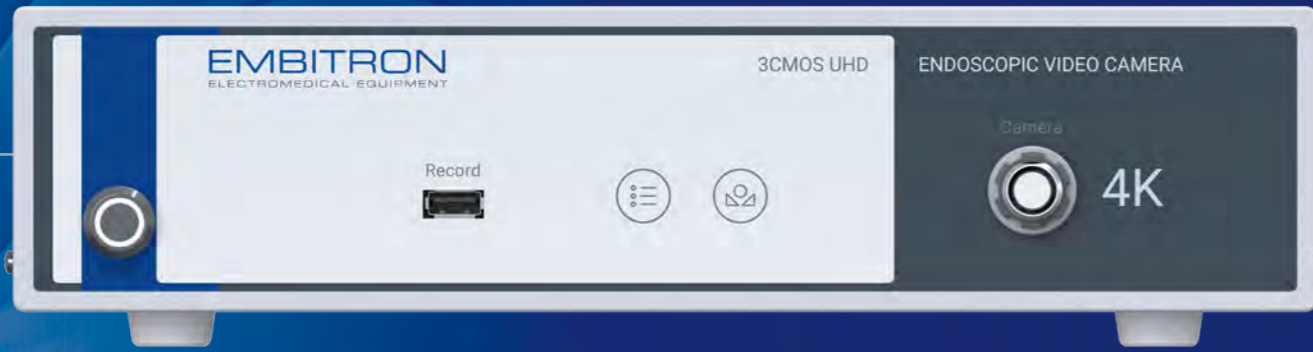 EMBITRON
ELECTROMEDICAL EQUIPMENT
3CMOS UHD
ENDOSCOPIC VIDEO CAMERA
Record
Camera
4K